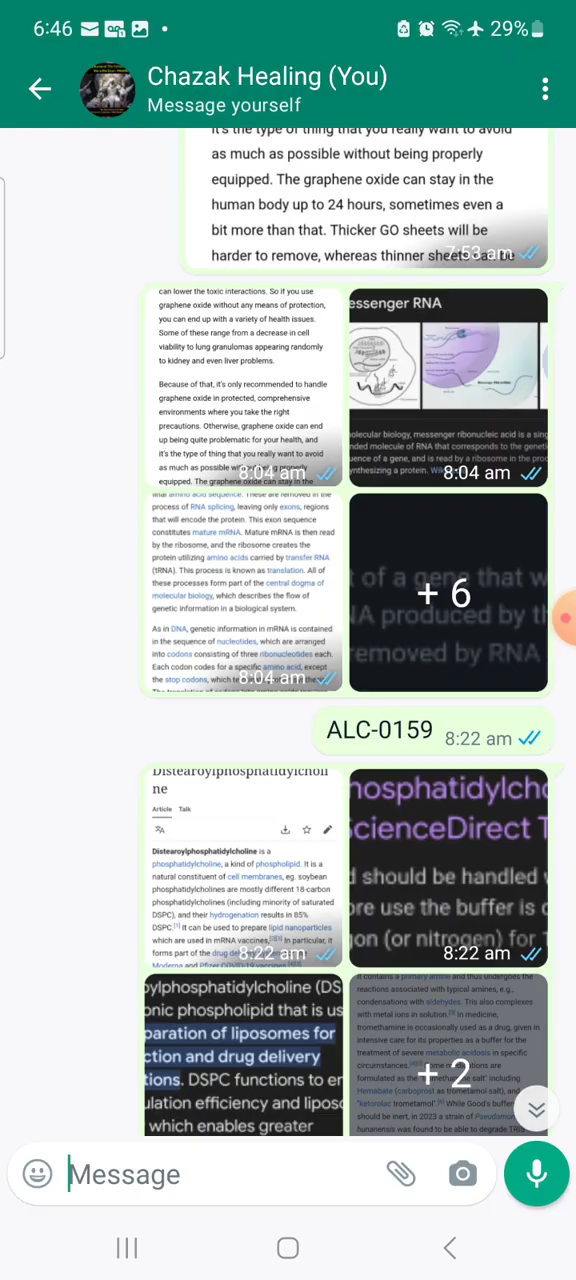 6:46 29%
Chazak Healing (You)
Message yourself
it's the type of thing that you really want to avoid
as much as possible without being properly
equipped. The graphene oxide can stay in the
human body up to 24 hours, sometimes even a
bit more than that. Thicker GO sheets will be
harder to remove, whereas thinner sheets can be
7:53 am
can lower the toxic interactions. So if you use
graphene oxide without any means of protection,
you can end up with a variety of health issues.
Some of these range from a decrease in cell
viability to lung granulomas appearing randomly
to kidney and even liver problems.
Because of that, it's only recommended to handle
graphene oxide in protected, comprehensive
environments where you take the right
precautions. Otherwise, graphene oxide can end
up being quite problematic for your health, and
it's the type of thing that you really want to avoid
as much as possible without being properly
equipped. The graphene oxide can stay in the
8:04 am
essenger RNA
olecular biology, messenger ribonucleic acid is a sing
nded molecule of RNA that corresponds to the geneti
uence of a gene, and is read by a ribosome in the proc
ynthesizing a protein. Wik
8:04 am
final amino acid sequence. These are removed in the
process of RNA splicing, leaving only exons, regions
that will encode the protein. This exon sequence
constitutes mature mRNA. Mature mRNA is then read
by the ribosome, and the ribosome creates the
protein utilizing amino acids carried by transfer RNA
(tRNA). This process is known as translation. All of
these processes form part of the central dogma of
molecular biology, which describes the flow of
genetic information in a biological system.
As in DNA, genetic information in mRNA is contained
in the sequence of nucleotides, which are arranged
into codons consisting of three ribonucleotides each.
Each codon codes for a specific amino acid, except
the stop codons, which
8:04 am
t of a gene that w
NA produced by th
removed by RNA
+ 6
ALC-0159 8:22 am
Distearoylphosphatidylcholi
ne
Article Talk
Distearoylphosphatidylcholine is a
phosphatidylcholine, a kind of phospholipid. It is a
natural constituent of cell membranes, eg. soybean
phosphatidylcholines are mostly different 18-carbon
phosphatidylcholines (including minority of saturated
DSPC), and their hydrogenation results in 85%
DSPC.[1] It can be used to prepare lipid nanoparticles
which are used in mRNA vaccines, In particular, it
forms part of the drug
Moderna and Pfizer COVID-19 vaccines
8:22 am
hosphatidylcho
ScienceDirect T
d should be handled
ore use the buffer is
gon (or nitrogen) for
8:22 am
oylphosphatidylcholine (DS
onic phospholipid that is us
paration of liposomes for
ction and drug delivery
tions. DSPC functions to en
ulation efficiency and liposo
which enables greater
It contains a primary amine and thus undergoes the
reactions associated with typical amines, e.g.,
condensations with aldehydes. This also complexes
with metal ions in solution. In medicine,
tromethamine is occasionally used as a drug, given in
intensive care for its properties as a buffer for the
treatment of severe metabolic acidosis in specific
circumstances. Some medications are
formulated as the "tromethamine salt" including
Hemabate (carboprost as trometamol salt), and
"ketorolac trometamol". While Good's buffer
should be inert, in 2023 a strain of Pseudomon
hunanensis was found to be able to degrade TRIS
+ 2
Message